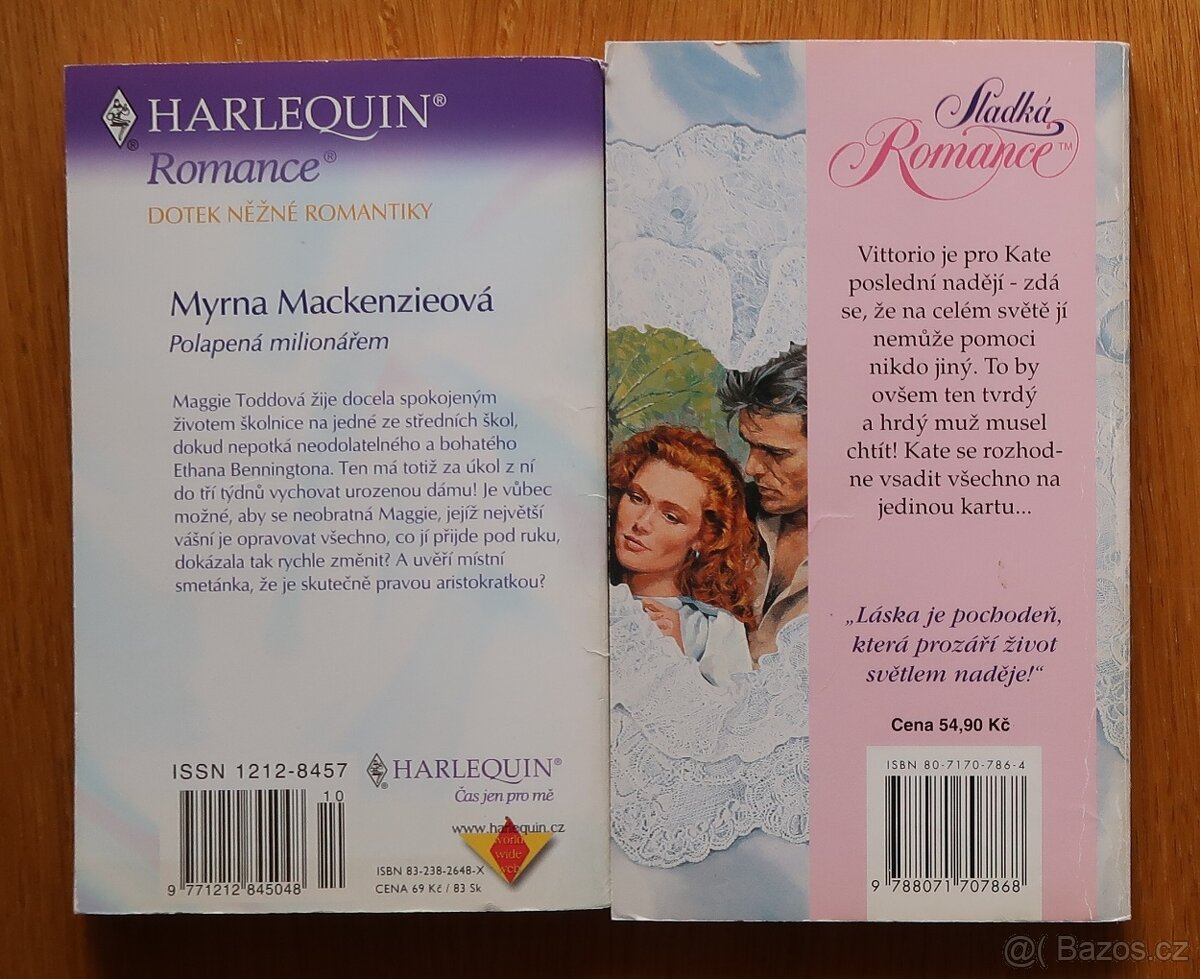 HARLEQUIN®
Romance®
DOTEK NĚŽNÉ ROMANTIKY
Myrna Mackenzieová
Polapená milionářem
Maggie Toddová žije docela spokojeným
životem školnice na jedné ze středních škol,
dokud nepotká neodolatelného a bohatého
Ethana Benningtona. Ten má totiž za úkol z ní
do tří týdnů vychovat urozenou dámu! Je vůbec
možné, aby se neobratná Maggie, jejíž největší
vášní je opravovat všechno, co jí přijde pod ruku,
dokázala tak rychle změnit? A uvěří místní
smetánka, že je skutečně pravou aristokratkou?
ISSN 1212-8457
10
9 771212 845048
HARLEQUIN®
Čas jen pro mě
www.harlequin.cz
world
wide
web
ISBN 83-238-2648-X
CENA 69 Kč / 83 Sk
Sladká
Romance™
Vittorio je pro Kate
poslední nadějí - zdá
se, že na celém světě jí
nemůže pomoci
nikdo jiný. To by
ovšem ten tvrdý
a hrdý muž musel
chtít! Kate se rozhod-
ne vsadit všechno na
jedinou kartu...
„Láska je pochodeň,
která prozáří život
světlem naděje!“
Cena 54,90 Kč
ISBN 80-7170-786-4
9 788071 707868
@( Bazos.cz